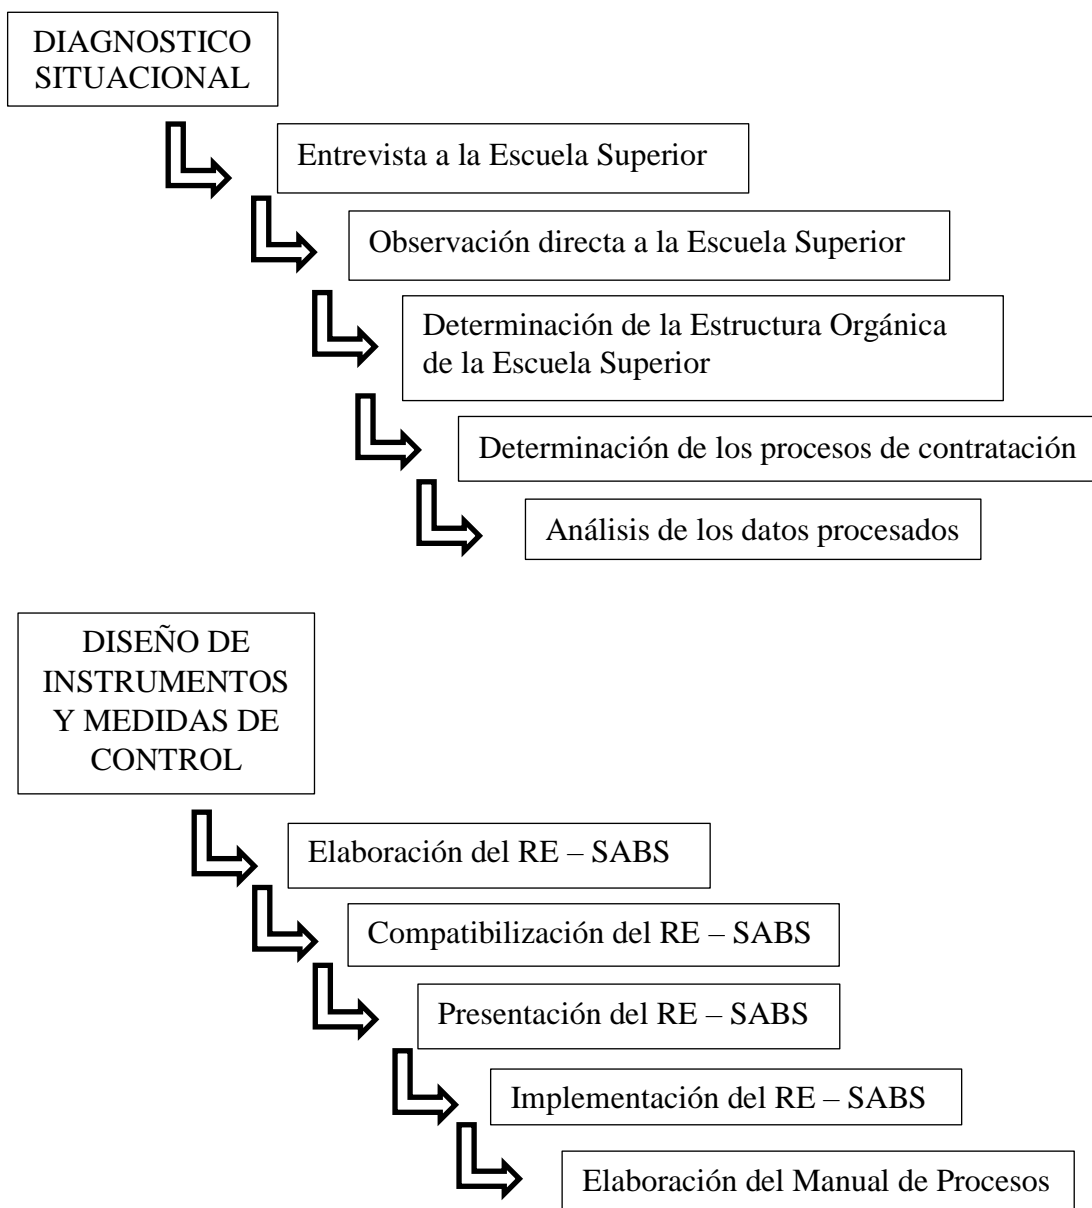 DIAGNOSTICO
SITUACIONAL
Entrevista a la Escuela Superior
Observación directa a la Escuela Superior
Determinación de la Estructura Orgánica
de la Escuela Superior
Determinación de los procesos de contratación
Análisis de los datos procesados
DISEÑO DE
INSTRUMENTOS
Y MEDIDAS DE
CONTROL
Elaboración del RE – SABS
Compatibilización del RE – SABS
Presentación del RE – SABS
Implementación del RE – SABS
Elaboración del Manual de Procesos